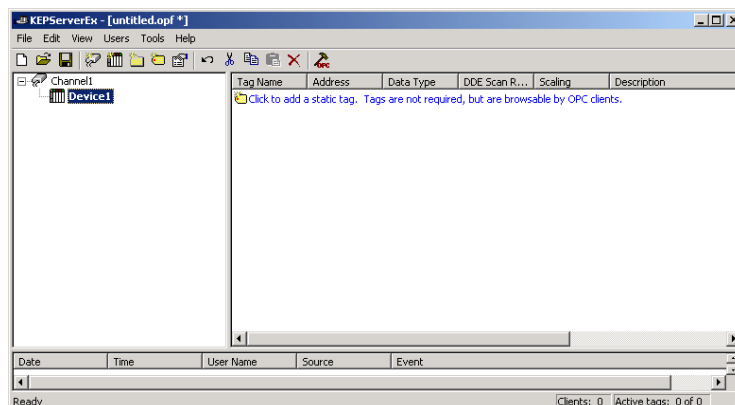 KEPServerEx - [untitled.opf *]
File Edit View Users Tools Help
OPC
Channel1
Device1
Tag Name Address Data Type DDE Scan R... Scaling Description
Click to add a static tag. Tags are not required, but are browsable by OPC clients.
Date Time User Name Source Event
Ready Clients: 0 Active tags: 0 of 0